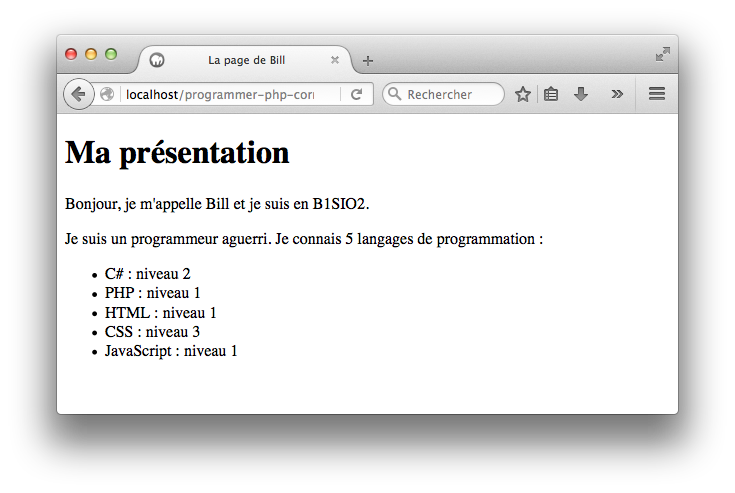 La page de Bill
localhost/programmer-php-corr
Rechercher
Ma présentation
Bonjour, je m'appelle Bill et je suis en B1SIO2.
Je suis un programmeur aguerri. Je connais 5 langages de programmation :
• C# : niveau 2
• PHP : niveau 1
• HTML : niveau 1
• CSS : niveau 3
• JavaScript : niveau 1